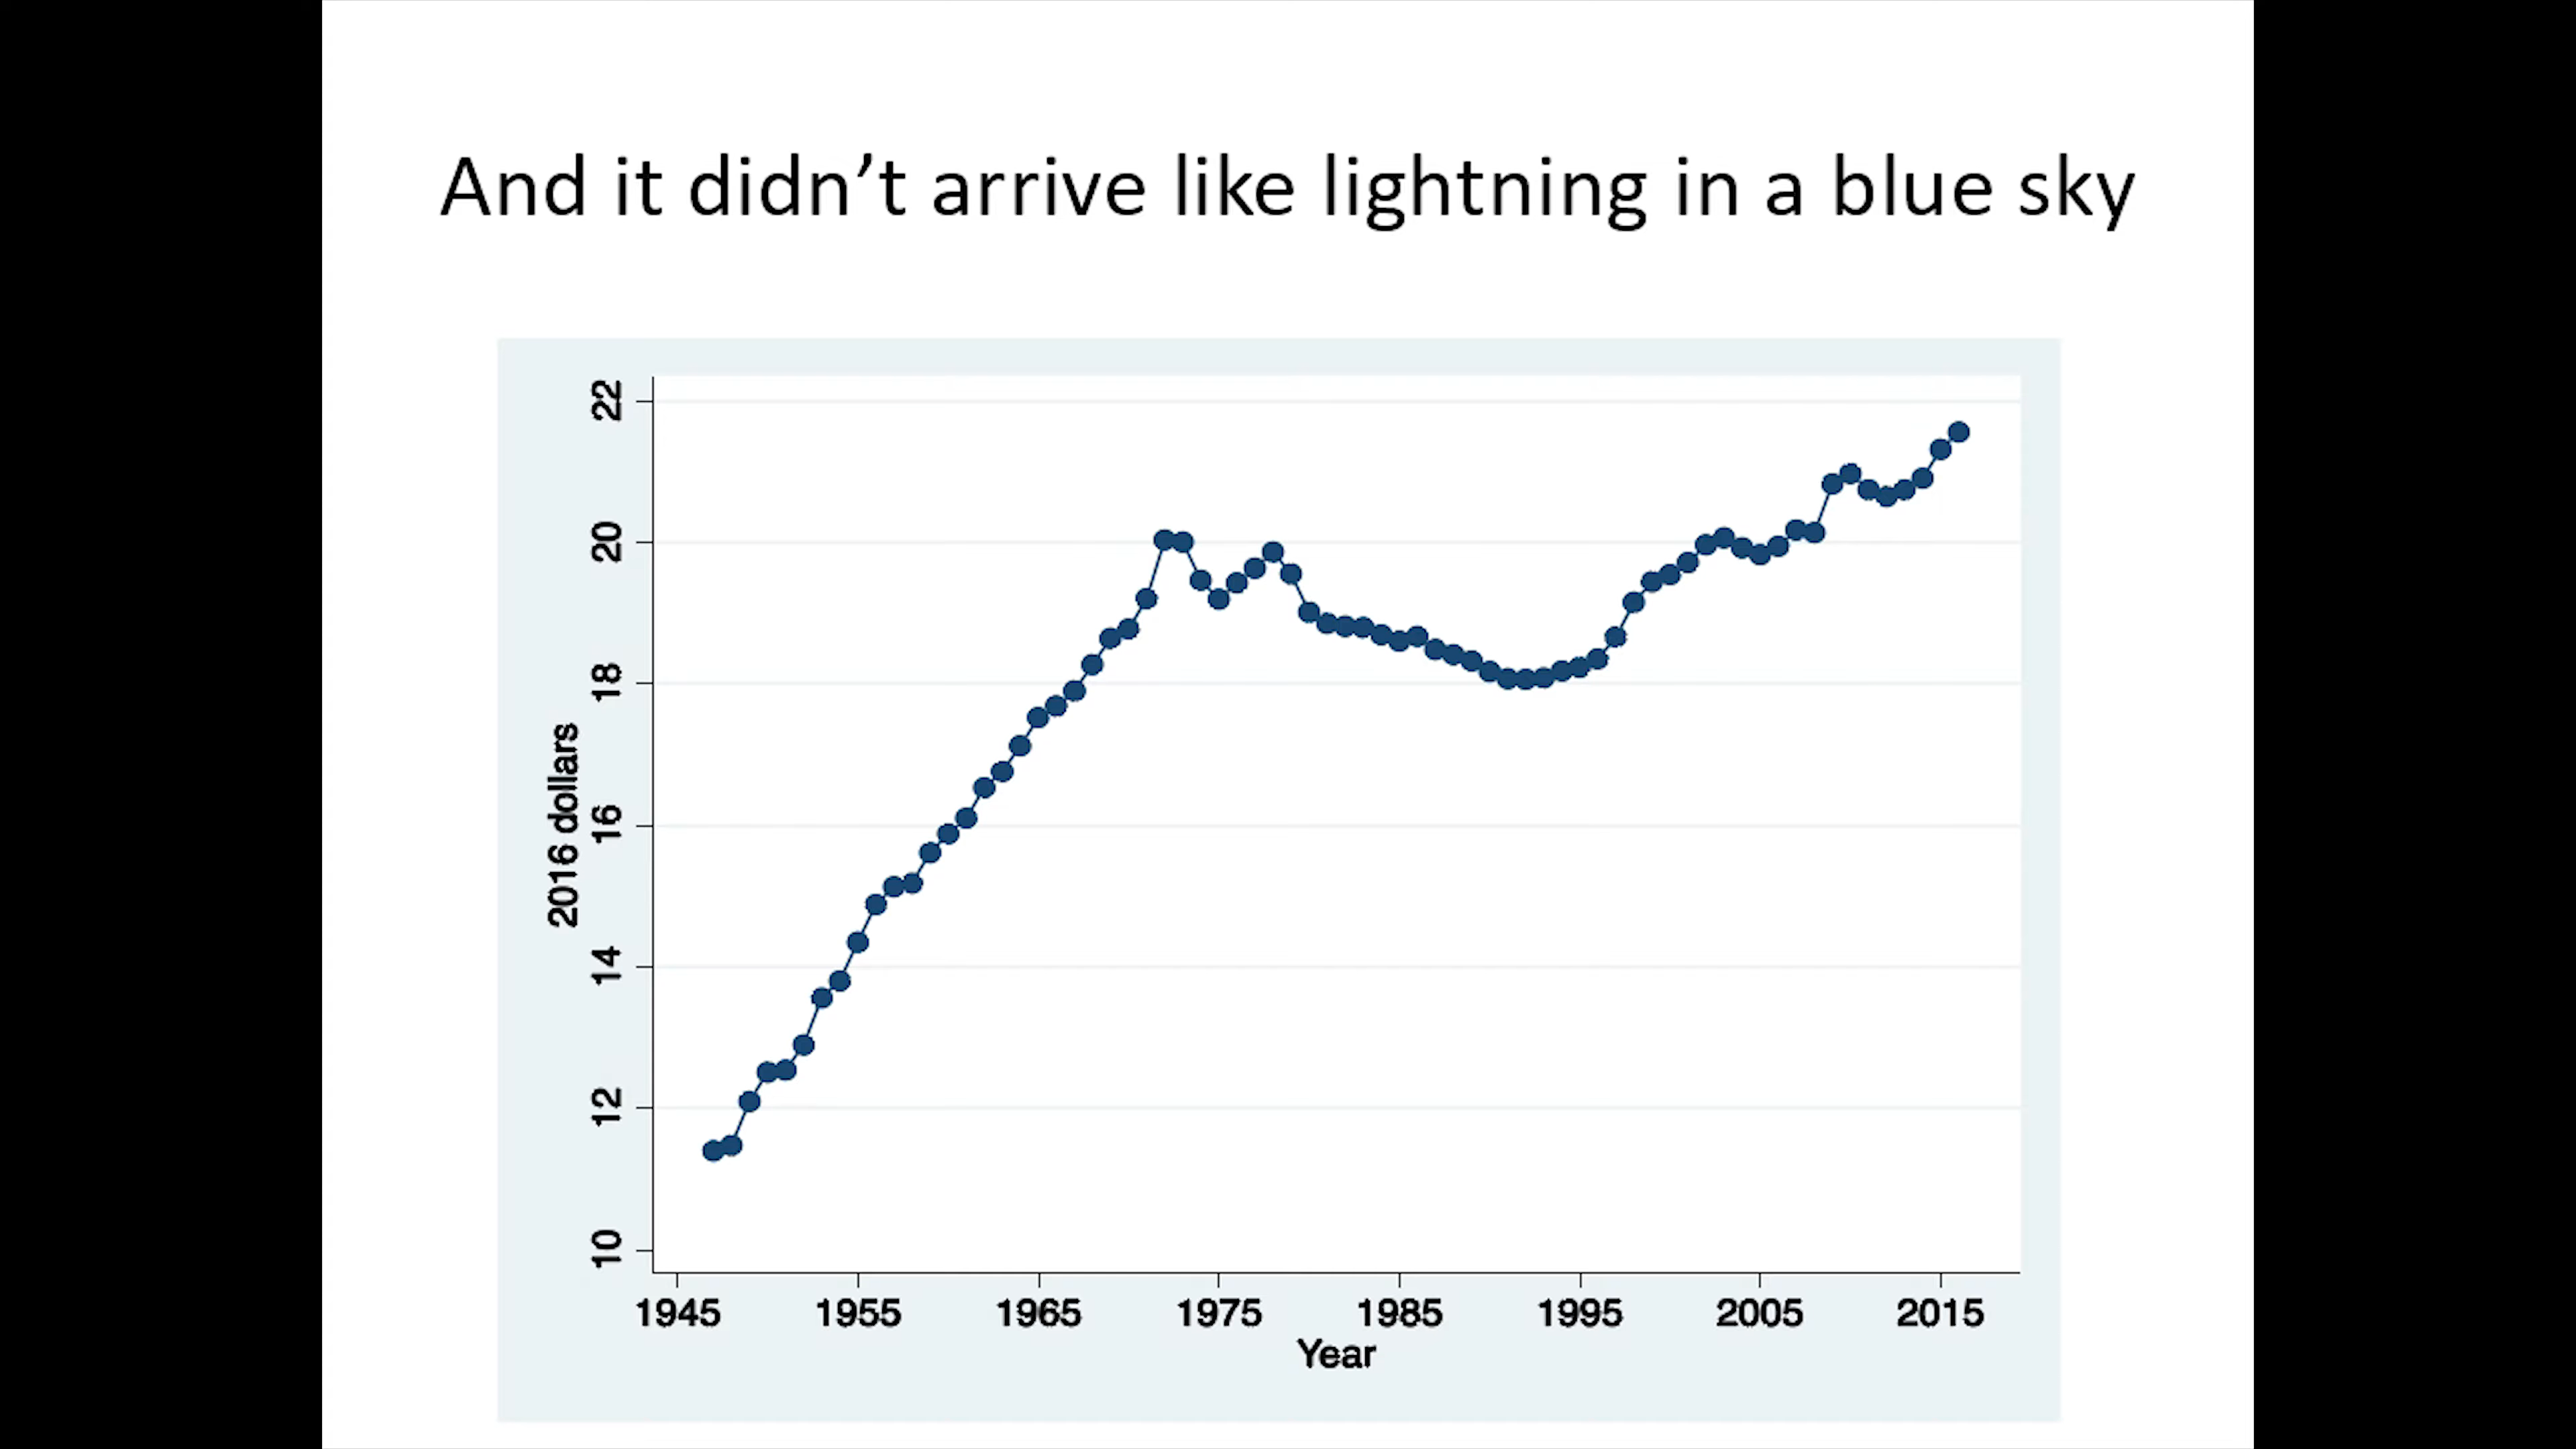 And it didn’t arrive like lightning in a blue sky
22
20
18
16
14
12
10
2016 dollars
1945 1955 1965 1975 1985 1995 2005 2015
Year